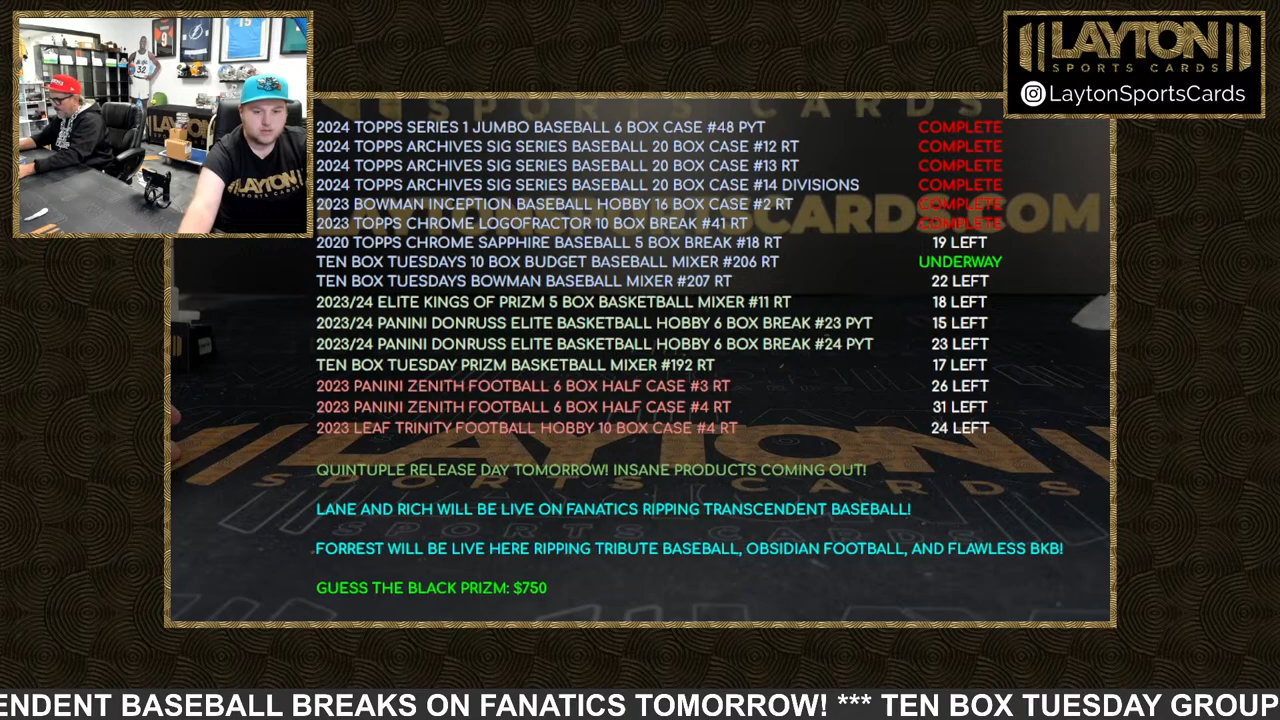 LAYTON
SPORTS CARDS
LaytonSportsCards
SPORTS CARDS
2024 TOPPS SERIES 1 JUMBO BASEBALL 6 BOX CASE #48 PYT COMPLETE
2024 TOPPS ARCHIVES SIG SERIES BASEBALL 20 BOX CASE #12 RT COMPLETE
2024 TOPPS ARCHIVES SIG SERIES BASEBALL 20 BOX CASE #13 RT COMPLETE
2024 TOPPS ARCHIVES SIG SERIES BASEBALL 20 BOX CASE #14 DIVISIONS COMPLETE
2023 BOWMAN INCEPTION BASEBALL HOBBY 16 BOX CASE #2 RT COMPLETE
2023 TOPPS CHROME LOGOFRACTOR 10 BOX BREAK #41 RT COMPLETE
2020 TOPPS CHROME SAPPHIRE BASEBALL 5 BOX BREAK #18 RT 19 LEFT
TEN BOX TUESDAYS 10 BOX BUDGET BASEBALL MIXER #206 RT UNDERWAY
TEN BOX TUESDAYS BOWMAN BASEBALL MIXER #207 RT 22 LEFT
2023/24 ELITE KINGS OF PRIZM 5 BOX BASKETBALL MIXER #11 RT 18 LEFT
2023/24 PANINI DONRUSS ELITE BASKETBALL HOBBY 6 BOX BREAK #23 PYT 15 LEFT
2023/24 PANINI DONRUSS ELITE BASKETBALL HOBBY 6 BOX BREAK #24 PYT 23 LEFT
TEN BOX TUESDAY PRIZM BASKETBALL MIXER #192 RT 17 LEFT
2023 PANINI ZENITH FOOTBALL 6 BOX HALF CASE #3 RT 26 LEFT
2023 PANINI ZENITH FOOTBALL 6 BOX HALF CASE #4 RT 31 LEFT
2023 LEAF TRINITY FOOTBALL HOBBY 10 BOX CASE #4 RT 24 LEFT
QUINTUPLE RELEASE DAY TOMORROW! INSANE PRODUCTS COMING OUT!
LANE AND RICH WILL BE LIVE ON FANATICS RIPPING TRANSCENDENT BASEBALL!
FORREST WILL BE LIVE HERE RIPPING TRIBUTE BASEBALL, OBSIDIAN FOOTBALL, AND FLAWLESS BKB!
GUESS THE BLACK PRIZM: $750
ENDENT BASEBALL BREAKS ON FANATICS TOMORROW! *** TEN BOX TUESDAY GROUP